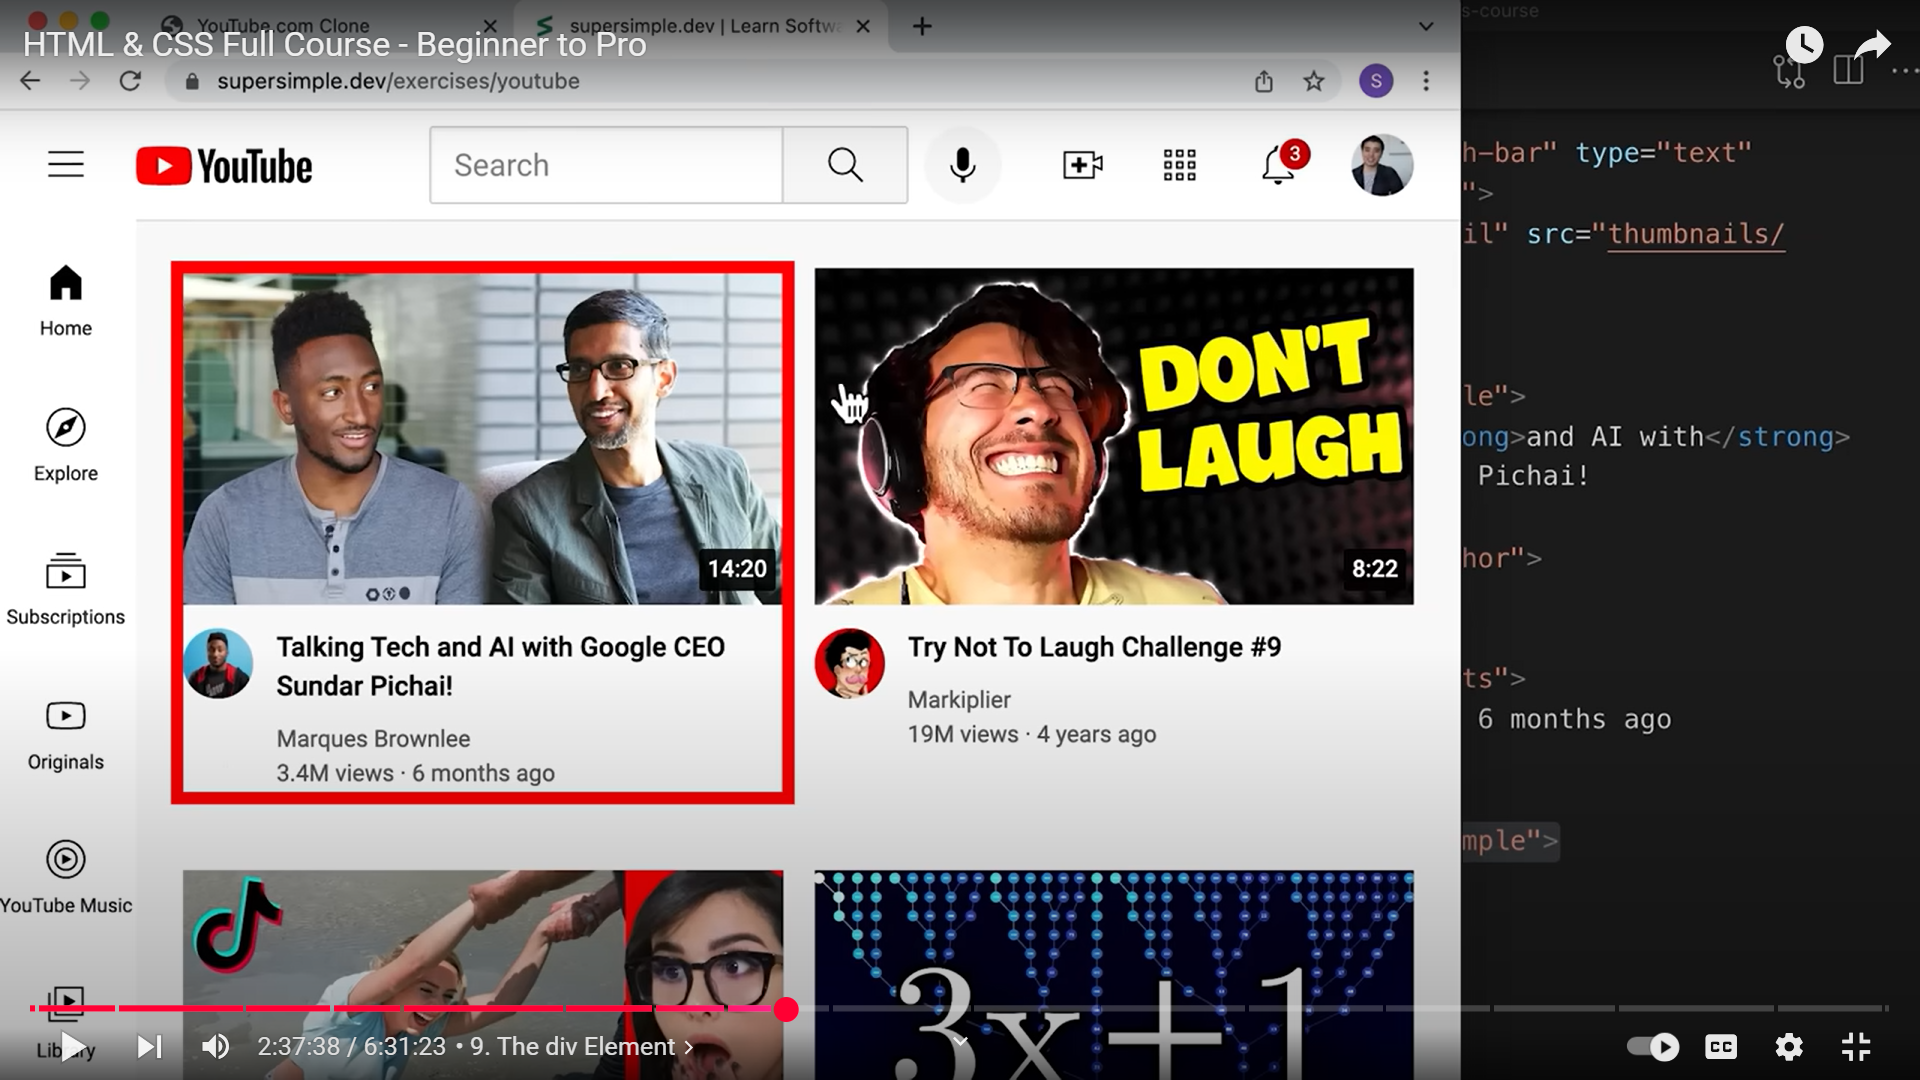 YouTube.com Clone
supersimple.dev | Learn Softw
s-course
HTML & CSS Full Course - Beginner to Pro
supersimple.dev/exercises/youtube
S
YouTube
Search
3
h-bar" type="text"
">
il" src="thumbnails/
le">
ong>and AI with</strong>
Pichai!
hor">
ts">
6 months ago
mple">
Home
Explore
Subscriptions
Originals
YouTube Music
Library
14:20
Talking Tech and AI with Google CEO
Sundar Pichai!
Marques Brownlee
3.4M views · 6 months ago
DON'T
LAUGH
8:22
Try Not To Laugh Challenge #9
Markiplier
19M views · 4 years ago
3x+1
2:37:38 / 6:31:23 • 9. The div Element
CC